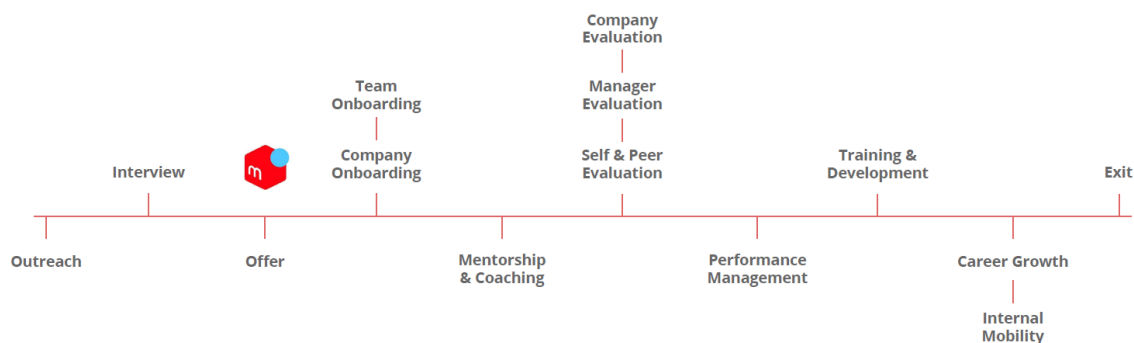 Company
Evaluation
Team
Onboarding
Manager
Evaluation
Interview
m
Company
Onboarding
Self & Peer
Evaluation
Training &
Development
Exit
Outreach
Offer
Mentorship
& Coaching
Performance
Management
Career Growth
Internal
Mobility